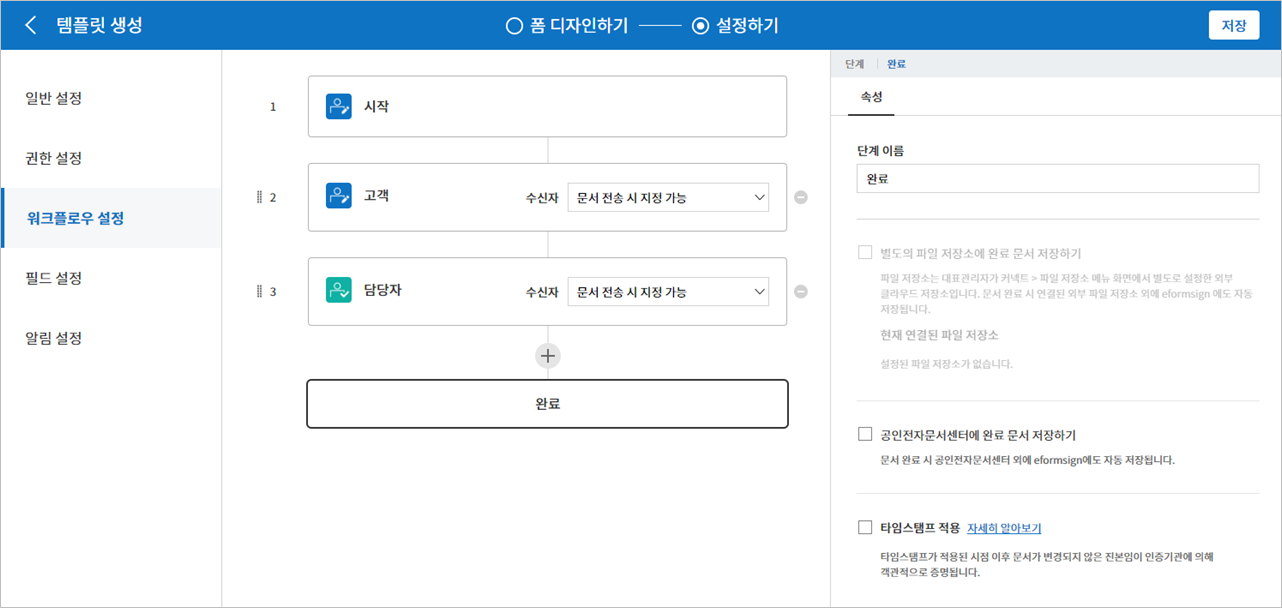 템플릿 생성
폼 디자인하기
설정하기
저장
일반 설정
권한 설정
워크플로우 설정
필드 설정
알림 설정
1
시작
2
고객
수신자
문서 전송 시 지정 가능
3
담당자
수신자
문서 전송 시 지정 가능
완료
단계
완료
속성
단계 이름
완료
별도의 파일 저장소에 완료 문서 저장하기
파일 저장소는 대표관리자가 커넥트 > 파일 저장소 메뉴 화면에서 별도로 설정한 외부
클라우드 저장소입니다. 문서 완료 시 연결된 외부 파일 저장소 외에 eformsign 에도 자동
저장됩니다.
현재 연결된 파일 저장소
설정된 파일 저장소가 없습니다.
공인전자문서센터에 완료 문서 저장하기
문서 완료 시 공인전자문서센터 외에 eformsign에도 자동 저장됩니다.
타임스탬프 적용 자세히 알아보기
타임스탬프가 적용된 시점 이후 문서가 변경되지 않은 진본임이 인증기관에 의해
객관적으로 증명됩니다.